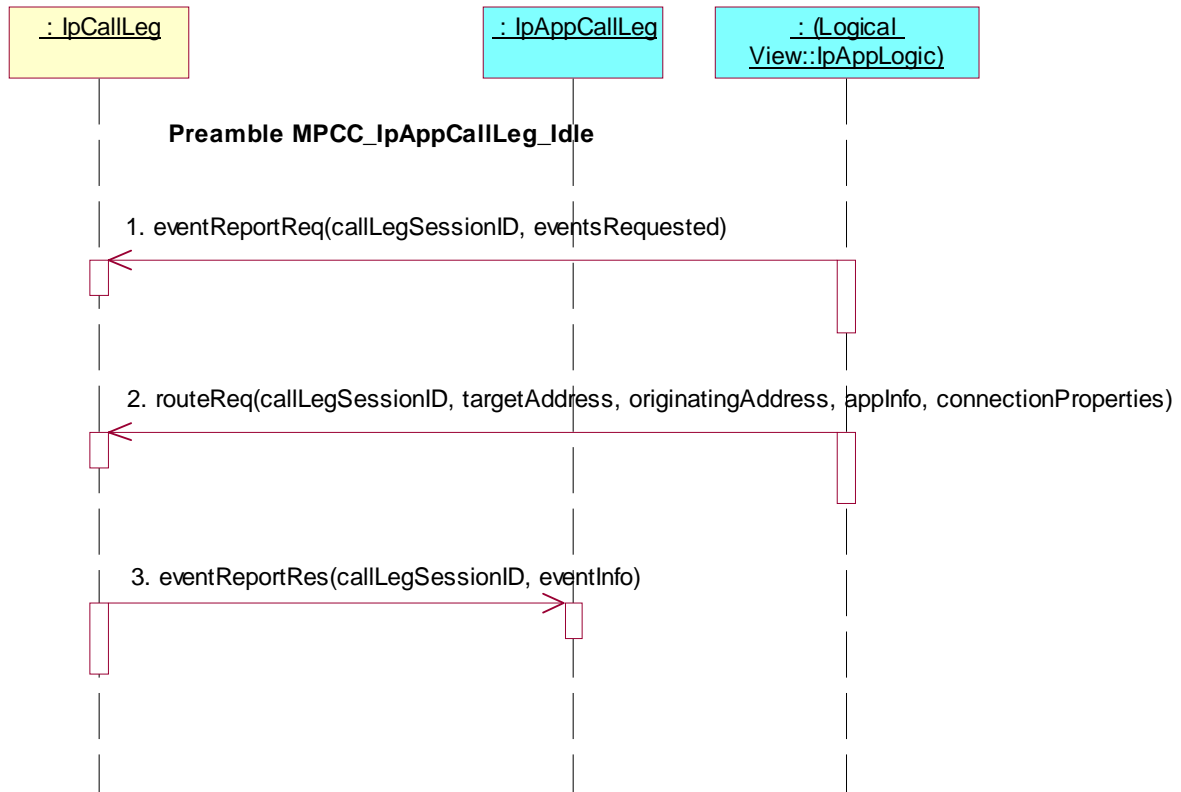 : IpCallLeg
: IpAppCallLeg
: (Logical
View::IpAppLogic)
Preamble MPCC_IpAppCallLeg_Idle
1. eventReportReq(callLegSessionID, eventsRequested)
2. routeReq(callLegSessionID, targetAddress, originatingAddress, appInfo, connectionProperties)
3. eventReportRes(callLegSessionID, eventInfo)